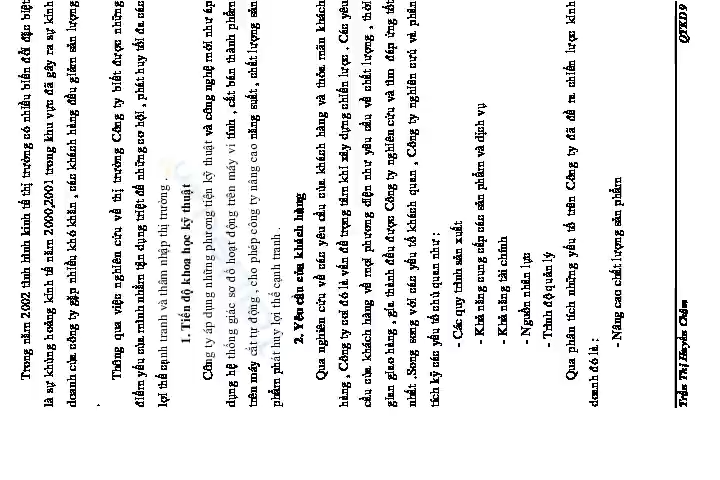 Trong năm 2002 tình hình kinh tế thị trường có nhiều biến đổi đặc biệt
là sự khủng hoảng kinh tế năm 2000,2001 trong khu vực đã gây ra sự kinh
doanh của công ty gặp nhiều khó khăn , các khách hàng đều giảm sản lượng
.
Thông qua việc nghiên cứu về thị trường Công ty biết được những
điểm yếu của mình nhằm tận dụng triệt để những cơ hội , phát huy tối đa các
lợi thế cạnh tranh và thâm nhập thị trường .
1. Tiến độ khoa học kỹ thuật
Công ty áp dụng những phương tiện kỹ thuật và công nghệ mới như áp
dụng hệ thống giác sơ đồ hoạt động trên máy vi tính , cắt bán thành phẩm
trên máy cắt tự động , cho phép công ty nâng cao năng suất , chất lượng sản
phẩm phát huy lợi thế cạnh tranh .
2. Yêu cầu của khách hàng
Qua nghiên cứu về các yêu cầu của khách hàng và thỏa mãn khách
hàng , Công ty coi đó là vấn đề trọng tâm khi xây dựng chiến lược . Các yêu
cầu của khách hàng về mọi phương diện như yêu cầu về chất lượng , thời
gian giao hàng , giá thành đều được Công ty nghiên cứu và tìm đáp ứng tốt
nhất .Song song với các yếu tố khách quan , Công ty nghiên cứu và phân
tích kỹ các yếu tố chủ quan như :
- Các quy trình sản xuất
- Khả năng cung cấp các sản phẩm và dịch vụ
- Khả năng tài chính
- Nguồn nhân lực
- Trình độ quản lý
Qua phân tích những yếu tố trên Công ty đã đề ra chiến lược kinh
doanh đó là :
- Nâng cao chất lượng sản phẩm
Trần Thị Huyền Châm QTKD9